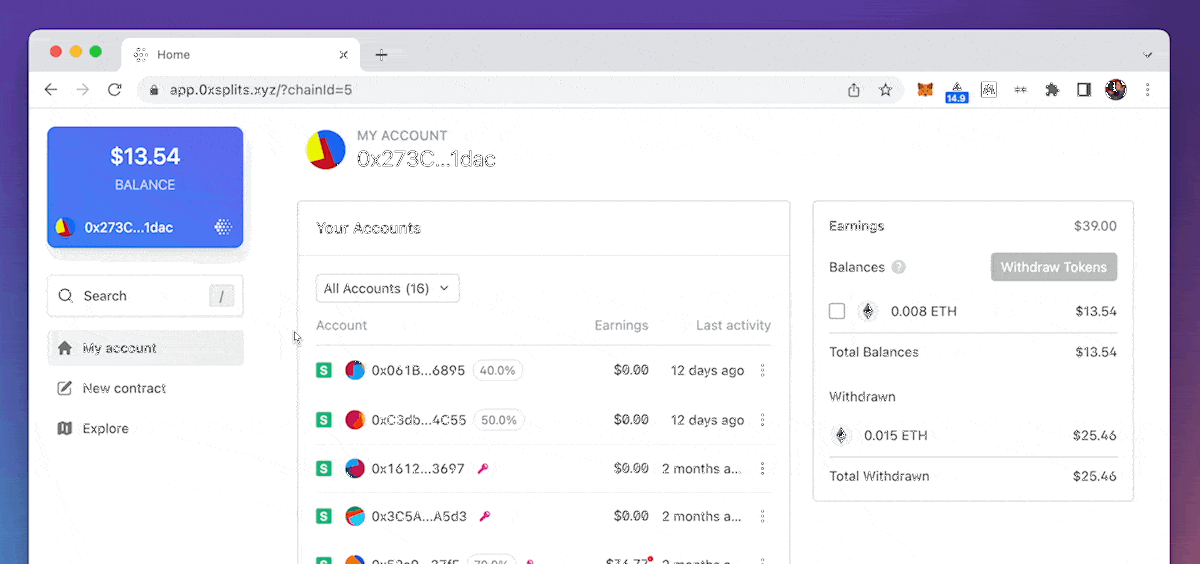 Home
app.0xsplits.xyz/?chainId=5
14.9
$13.54
BALANCE
0x273C...1dac
Search
/
My account
New contract
Explore
MY ACCOUNT
0x273C...1dac
Your Accounts
All Accounts (16)
Account Earnings Last activity
S 0x061B...6895 40.0% $0.00 12 days ago
S 0xC3db...4C55 50.0% $0.00 12 days ago
S 0x1612...3697 $0.00 2 months a...
S 0x3C5A...A5d3 $0.00 2 months a...
Earnings $39.00
Balances ? Withdraw Tokens
0.008 ETH $13.54
Total Balances $13.54
Withdrawn
0.015 ETH $25.46
Total Withdrawn $25.46